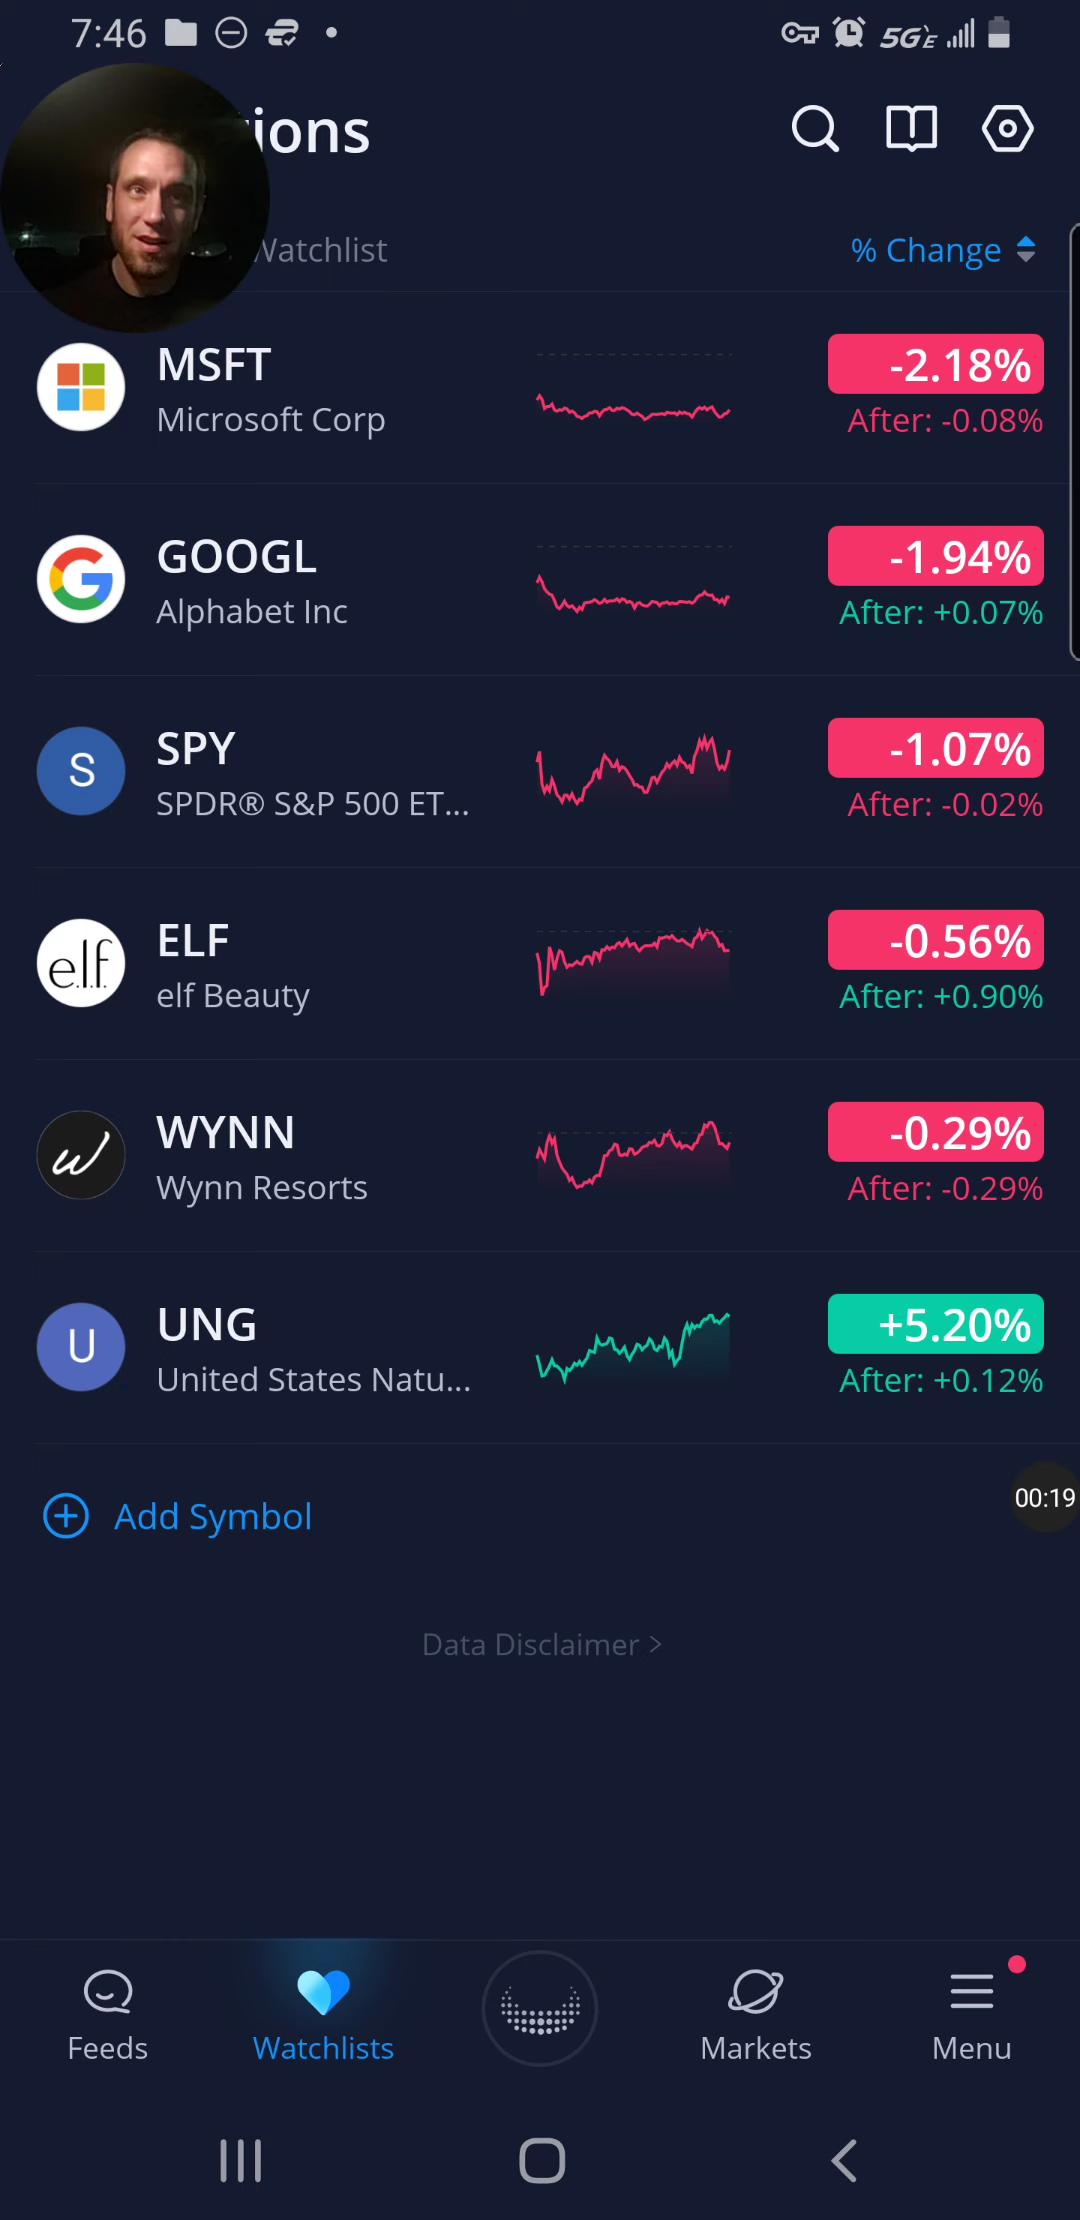 7:46
5GE
ions
Watchlist
% Change
MSFT
-2.18%
Microsoft Corp
After: -0.08%
GOOGL
-1.94%
Alphabet Inc
After: +0.07%
S
SPY
-1.07%
SPDR® S&P 500 ET...
After: -0.02%
e.l.f.
ELF
-0.56%
elf Beauty
After: +0.90%
W
WYNN
-0.29%
Wynn Resorts
After: -0.29%
U
UNG
+5.20%
United States Natu...
After: +0.12%
Add Symbol
00:19
Data Disclaimer >
Feeds
Watchlists
Markets
Menu